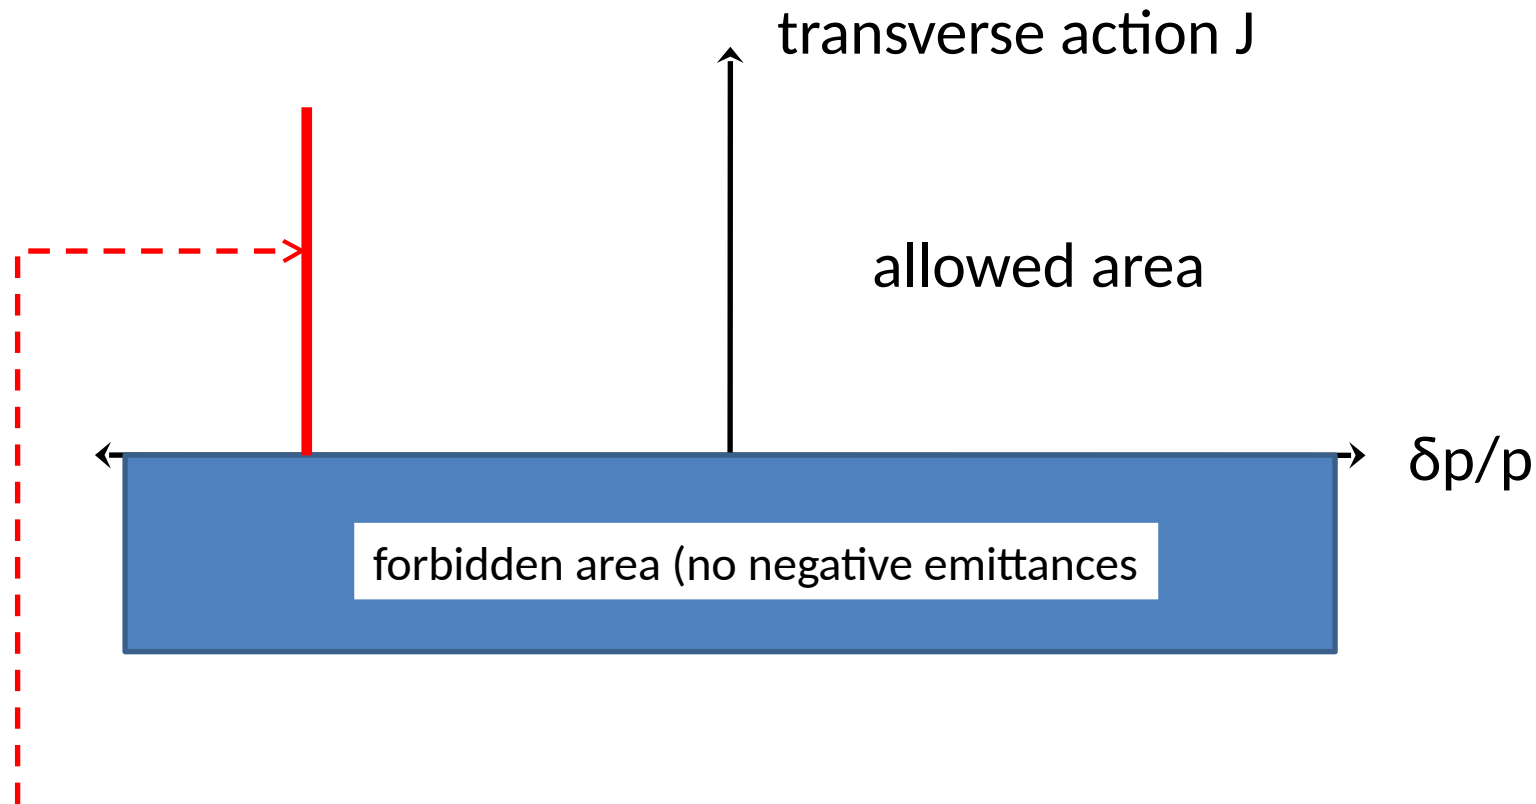 transverse action J
allowed area
δp/p
forbidden area (no negative emittances